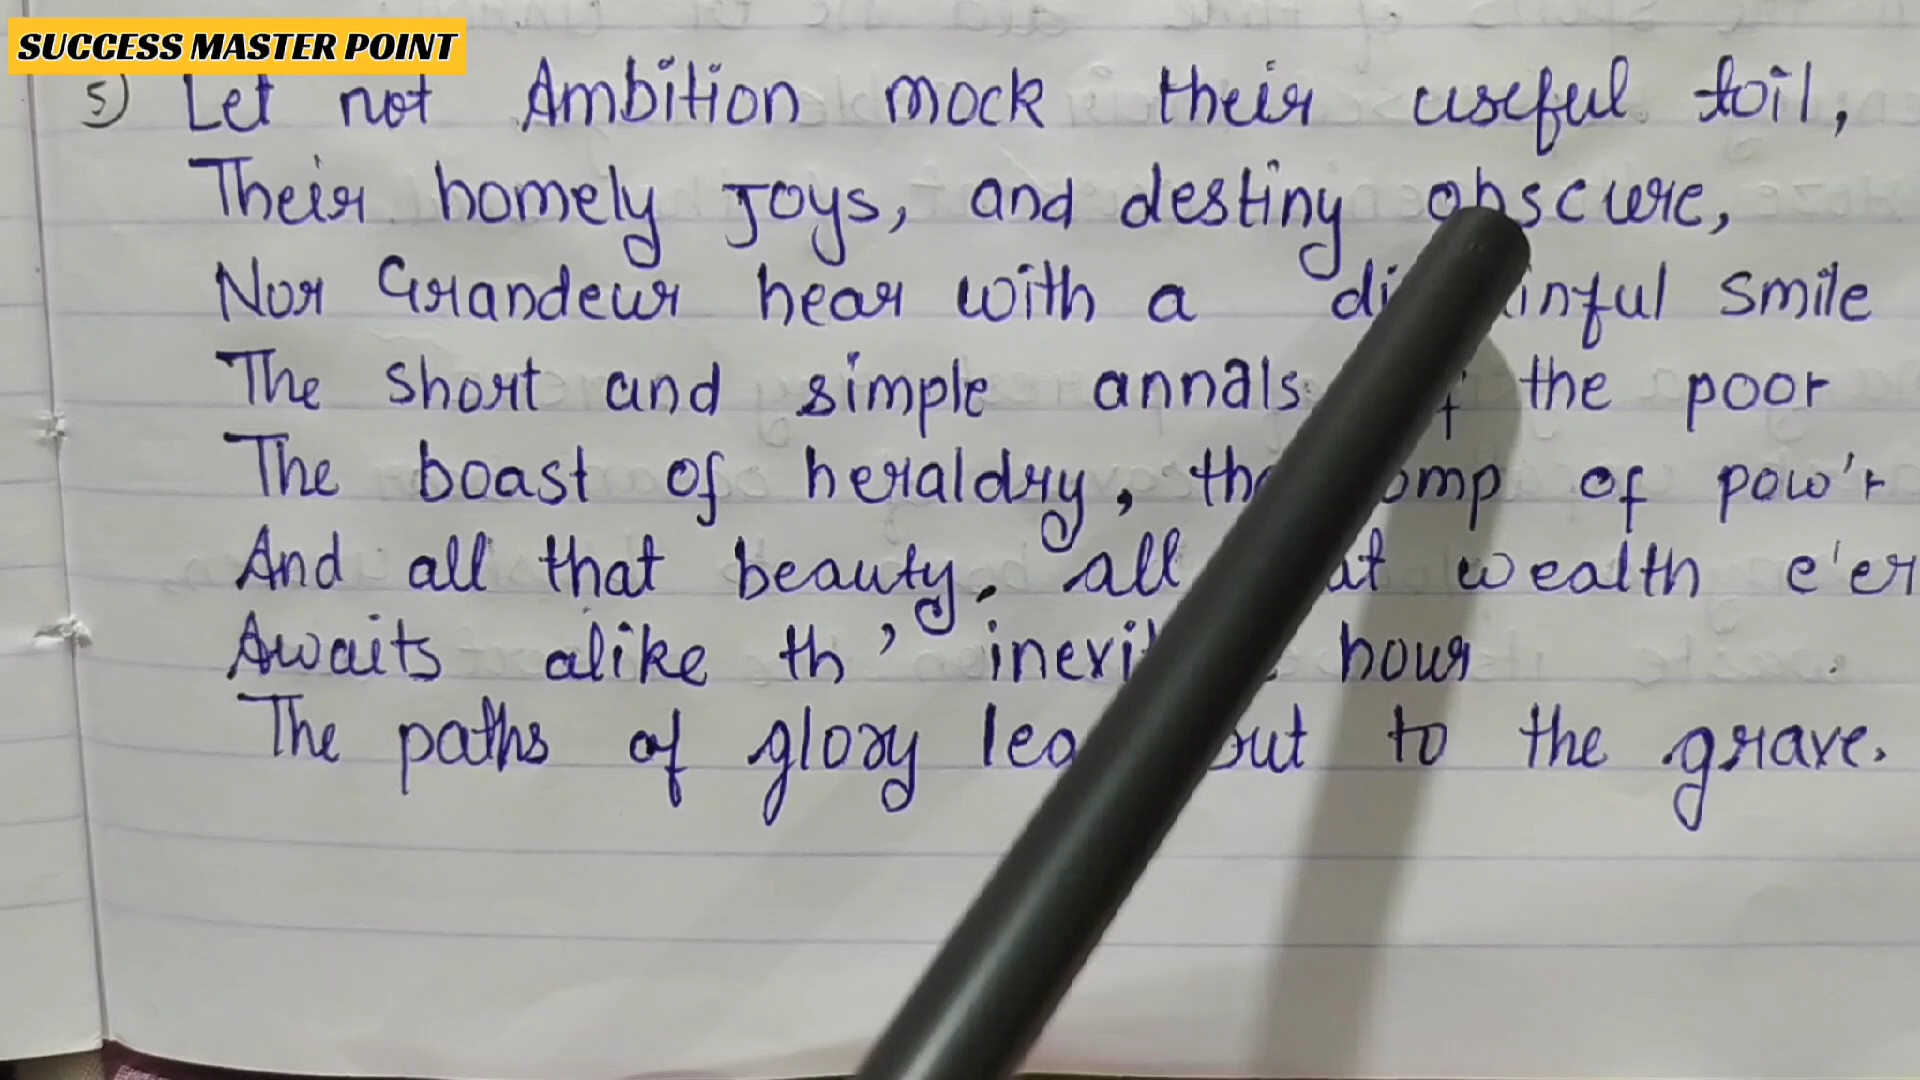 SUCCESS MASTER POINT
5) Let not Ambition mock their useful toil,
Their homely Joys, and destiny obscure,
Nor Grandeur hear with a smile
The short and simple annals the poor
The boast of heraldry, of pow'r
And all that beauty, all wealth e'er
Awaits alike th' hour
The paths of glory to the grave.